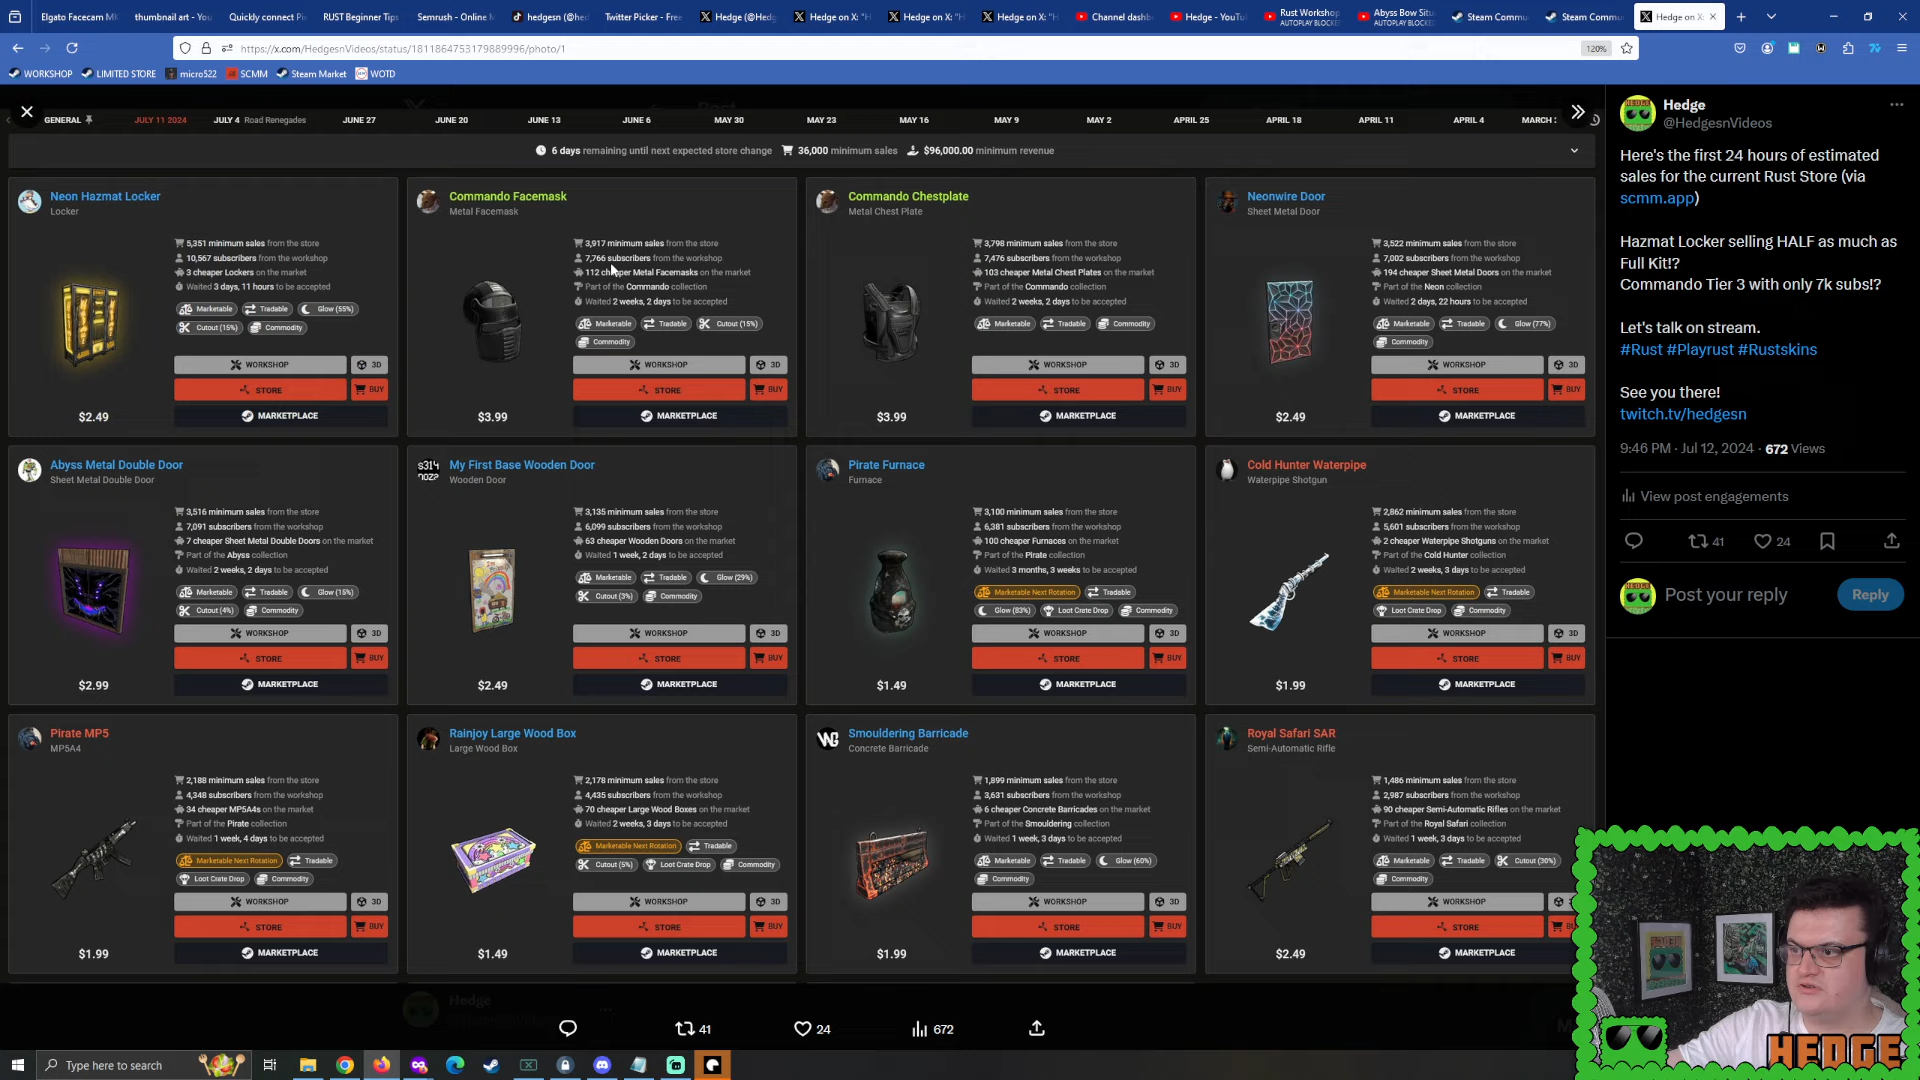 Elgato Facecam MK
thumbnail art - You
Quickly connect Pi
RUST Beginner Tips
Semrush - Online M
hedgesn (@hed
Twitter Picker - Free
Hedge (@Hedg
Hedge on X: "H
Hedge on X: "H
Hedge on X: "H
Channel dashb
Hedge - YouTu
Rust Workshop
AUTOPLAY BLOCKED
Abyss Bow Situ
AUTOPLAY BLOCKED
Steam Commu
Steam Commu
Hedge on X:
https://x.com/HedgesnVideos/status/1811864753179889996/photo/1
120%
WORKSHOP
LIMITED STORE
micro522
SCMM
Steam Market
WOTD
GENERAL
JULY 11 2024
JULY 4 Road Renegades
JUNE 27
JUNE 20
JUNE 13
JUNE 6
MAY 30
MAY 23
MAY 16
MAY 9
MAY 2
APRIL 25
APRIL 18
APRIL 11
APRIL 4
MARCH
6 days remaining until next expected store change 36,000 minimum sales $96,000.00 minimum revenue
Neon Hazmat Locker
Locker
5,351 minimum sales from the store
10,567 subscribers from the workshop
3 cheaper Lockers on the market
Waited 3 days, 11 hours to be accepted
Marketable Tradable Glow (55%)
Cutout (15%) Commodity
WORKSHOP 3D
STORE BUY
$2.49 MARKETPLACE
Commando Facemask
Metal Facemask
3,917 minimum sales from the store
7,766 subscribers from the workshop
112 cheaper Metal Facemasks on the market
Part of the Commando collection
Waited 2 weeks, 2 days to be accepted
Marketable Tradable Cutout (15%)
Commodity
WORKSHOP 3D
STORE BUY
$3.99 MARKETPLACE
Commando Chestplate
Metal Chest Plate
3,798 minimum sales from the store
7,476 subscribers from the workshop
103 cheaper Metal Chest Plates on the market
Part of the Commando collection
Waited 2 weeks, 2 days to be accepted
Marketable Tradable Commodity
WORKSHOP 3D
STORE BUY
$3.99 MARKETPLACE
Neonwire Door
Sheet Metal Door
3,522 minimum sales from the store
7,002 subscribers from the workshop
194 cheaper Sheet Metal Doors on the market
Part of the Neon collection
Waited 2 days, 22 hours to be accepted
Marketable Tradable Glow (77%)
Commodity
WORKSHOP 3D
STORE BUY
$2.49 MARKETPLACE
Abyss Metal Double Door
Sheet Metal Double Door
3,516 minimum sales from the store
7,091 subscribers from the workshop
7 cheaper Sheet Metal Double Doors on the market
Part of the Abyss collection
Waited 2 weeks, 2 days to be accepted
Marketable Tradable Glow (15%)
Cutout (4%) Commodity
WORKSHOP 3D
STORE BUY
$2.99 MARKETPLACE
My First Base Wooden Door
Wooden Door
3,135 minimum sales from the store
6,099 subscribers from the workshop
63 cheaper Wooden Doors on the market
Waited 1 week, 2 days to be accepted
Marketable Tradable Glow (29%)
Cutout (3%) Commodity
WORKSHOP 3D
STORE BUY
$2.49 MARKETPLACE
Pirate Furnace
Furnace
3,100 minimum sales from the store
6,381 subscribers from the workshop
100 cheaper Furnaces on the market
Part of the Pirate collection
Waited 3 months, 3 weeks to be accepted
Marketable Next Rotation Tradable
Glow (83%) Loot Crate Drop Commodity
WORKSHOP 3D
STORE BUY
$1.49 MARKETPLACE
Cold Hunter Waterpipe
Waterpipe Shotgun
2,862 minimum sales from the store
5,601 subscribers from the workshop
2 cheaper Waterpipe Shotguns on the market
Part of the Cold Hunter collection
Waited 2 weeks, 3 days to be accepted
Marketable Next Rotation Tradable
Loot Crate Drop Commodity
WORKSHOP 3D
STORE BUY
$1.99 MARKETPLACE
Pirate MP5
MP5A4
2,188 minimum sales from the store
4,348 subscribers from the workshop
34 cheaper MP5A4s on the market
Part of the Pirate collection
Waited 1 week, 4 days to be accepted
Marketable Next Rotation Tradable
Loot Crate Drop Commodity
WORKSHOP 3D
STORE BUY
$1.99 MARKETPLACE
Rainjoy Large Wood Box
Large Wood Box
2,178 minimum sales from the store
4,435 subscribers from the workshop
70 cheaper Large Wood Boxes on the market
Waited 2 weeks, 3 days to be accepted
Marketable Next Rotation Tradable
Cutout (5%) Loot Crate Drop Commodity
WORKSHOP 3D
STORE BUY
$1.49 MARKETPLACE
Smouldering Barricade
Concrete Barricade
1,899 minimum sales from the store
3,631 subscribers from the workshop
6 cheaper Concrete Barricades on the market
Part of the Smouldering collection
Waited 1 week, 3 days to be accepted
Marketable Tradable Glow (60%)
Commodity
WORKSHOP 3D
STORE BUY
$1.99 MARKETPLACE
Royal Safari SAR
Semi-Automatic Rifle
1,486 minimum sales from the store
2,987 subscribers from the workshop
90 cheaper Semi-Automatic Rifles on the market
Part of the Royal Safari collection
Waited 1 week, 3 days to be accepted
Marketable Tradable Cutout (30%)
Commodity
WORKSHOP
STORE
$2.49 MARKETPLACE
Hedge
41 24 672
Hedge
@HedgesnVideos
Here's the first 24 hours of estimated
sales for the current Rust Store (via
scmm.app)
Hazmat Locker selling HALF as much as
Full Kit!?
Commando Tier 3 with only 7k subs!?
Let's talk on stream.
#Rust #Playrust #Rustskins
See you there!
twitch.tv/hedgesn
9:46 PM · Jul 12, 2024 · 672 Views
View post engagements
41 24
Post your reply Reply
HEDGE
Type here to search